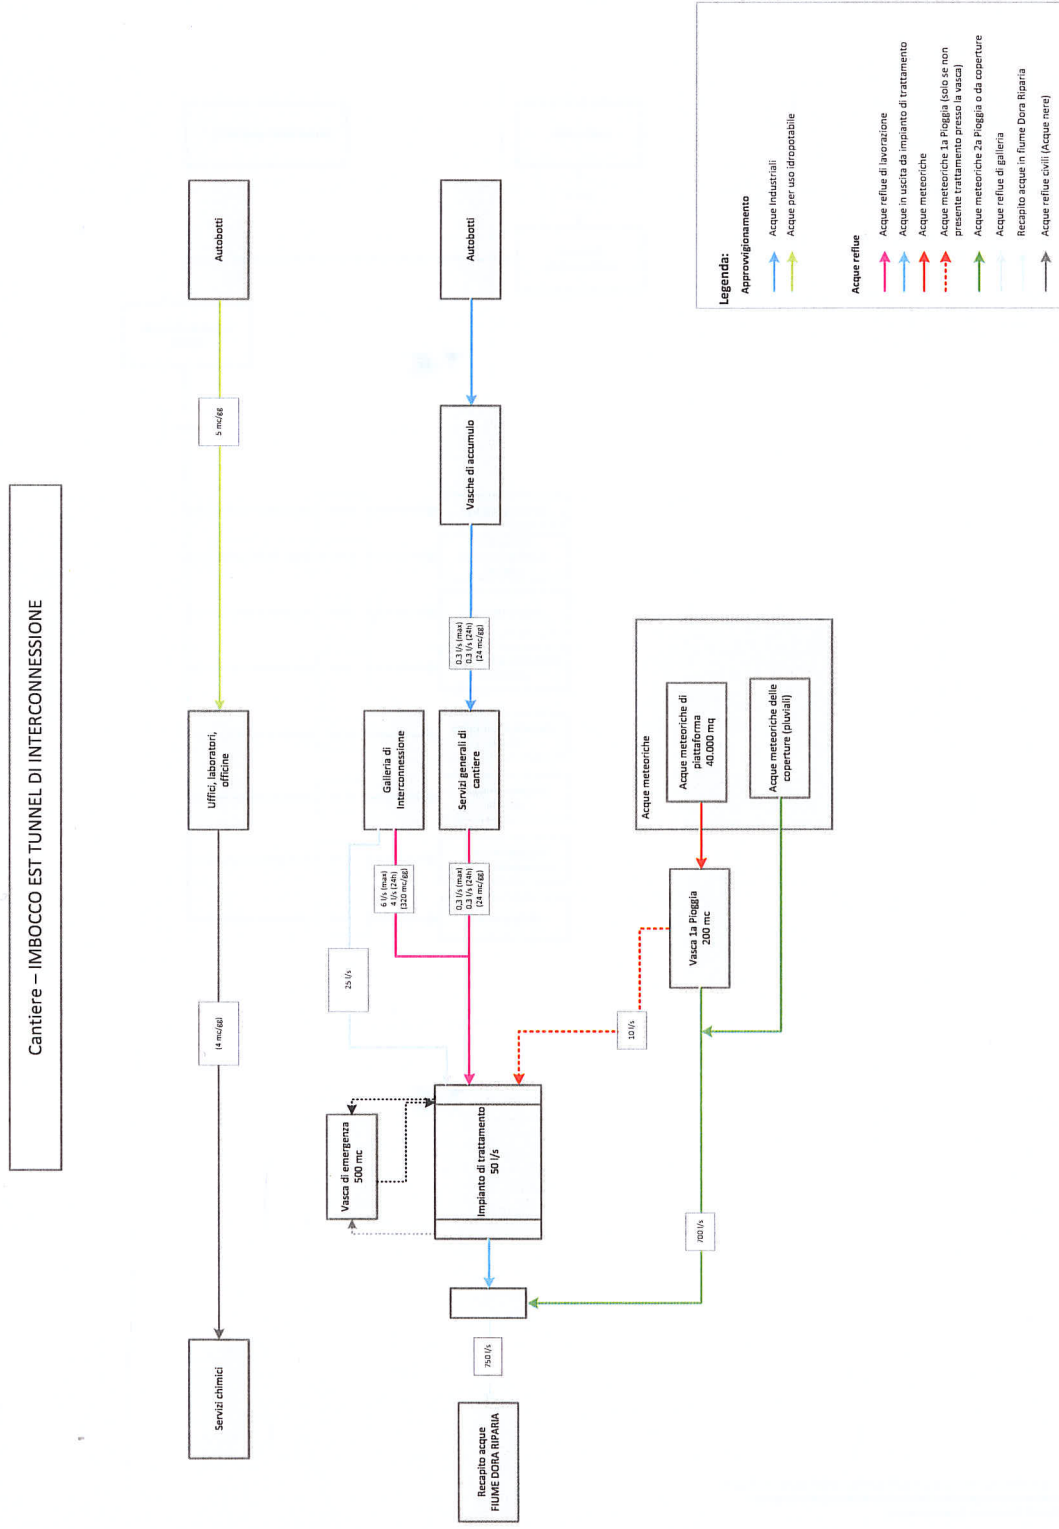 Cantiere – IMBOCCO EST TUNNEL DI INTERCONNESSIONE
Servizi chimici
(4 mc/gg)
Uffici, laboratori,
officine
5 mc/gg
Autobotti
Vasca di emergenza
500 mc
25 l/s
6 l/s (max)
4 l/s (24h)
(320 mc/gg)
Galleria di
Interconnessione
Recapito acque
FIUME DORA RIPARIA
750 l/s
Impianto di trattamento
50 l/s
0.3 l/s (max)
0.3 l/s (24h)
(24 mc/gg)
Servizi generali di
cantiere
0.3 l/s (max)
0.3 l/s (24h)
(24 mc/gg)
Vasche di accumulo
Autobotti
10 l/s
700 l/s
Vasca 1a Pioggia
200 mc
Acque meteoriche
Acque meteoriche di
piattaforma
40.000 mq
Acque meteoriche delle
coperture (pluviali)
Legenda:
Approvvigionamento
Acque Industriali
Acque per uso idropotabile
Acque reflue
Acque reflue di lavorazione
Acque in uscita da impianto di trattamento
Acque meteoriche
Acque meteoriche 1a Pioggia (solo se non
presente trattamento presso la vasca)
Acque meteoriche 2a Pioggia o da coperture
Acque reflue di galleria
Recapito acque in fiume Dora Riparia
Acque reflue civili (Acque nere)